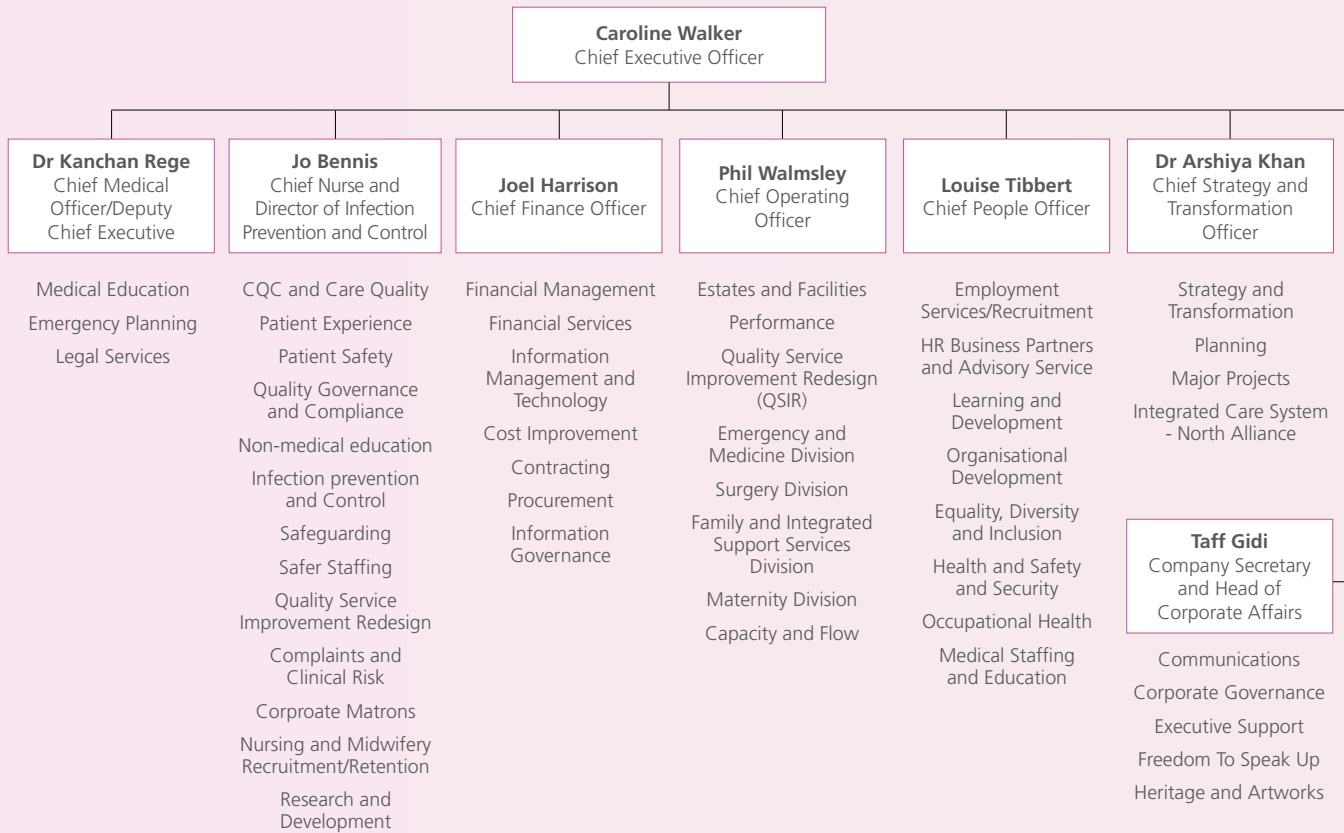 Caroline Walker
Chief Executive Officer
Dr Kanchan Rege
Chief Medical
Officer/Deputy
Chief Executive
Medical Education
Emergency Planning
Legal Services
Jo Bennis
Chief Nurse and
Director of Infection
Prevention and Control
CQC and Care Quality
Patient Experience
Patient Safety
Quality Governance
and Compliance
Non-medical education
Infection prevention
and Control
Safeguarding
Safer Staffing
Quality Service
Improvement Redesign
Complaints and
Clinical Risk
Corproate Matrons
Nursing and Midwifery
Recruitment/Retention
Research and
Development
Joel Harrison
Chief Finance Officer
Financial Management
Financial Services
Information
Management and
Technology
Cost Improvement
Contracting
Procurement
Information
Governance
Phil Walmsley
Chief Operating
Officer
Estates and Facilities
Performance
Quality Service
Improvement Redesign
(QSIR)
Emergency and
Medicine Division
Surgery Division
Family and Integrated
Support Services
Division
Maternity Division
Capacity and Flow
Louise Tibbert
Chief People Officer
Employment
Services/Recruitment
HR Business Partners
and Advisory Service
Learning and
Development
Organisational
Development
Equality, Diversity
and Inclusion
Health and Safety
and Security
Occupational Health
Medical Staffing
and Education
Dr Arshiya Khan
Chief Strategy and
Transformation
Officer
Strategy and
Transformation
Planning
Major Projects
Integrated Care System
- North Alliance
Taff Gidi
Company Secretary
and Head of
Corporate Affairs
Communications
Corporate Governance
Executive Support
Freedom To Speak Up
Heritage and Artworks